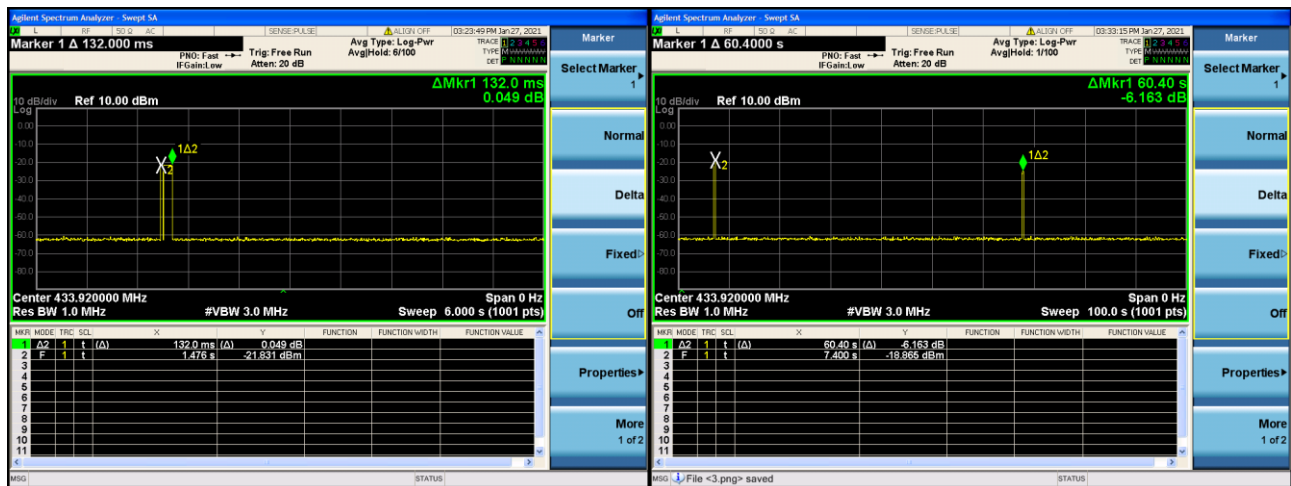 Agilent Spectrum Analyzer - Swept SA
L RF 50 Ω AC SENSE:PULSE ALIGN OFF 03:23:49 PM Jan 27, 2021
Marker 1 Δ 132.000 ms
PNO: Fast
IFGain:Low
Trig: Free Run
Atten: 20 dB
Avg Type: Log-Pwr
Avg|Hold: 6/100
TRACE 1 2 3 4 5 6
TYPE M
DET P N N N N N
ΔMkr1 132.0 ms
0.049 dB
10 dB/div Ref 10.00 dBm
Log
0.00
-10.0
-20.0
-30.0
-40.0
-50.0
-60.0
-70.0
-80.0
1Δ2
2
Center 433.920000 MHz Span 0 Hz
Res BW 1.0 MHz #VBW 3.0 MHz Sweep 6.000 s (1001 pts)
MKR MODE TRC SCL X Y FUNCTION FUNCTION WIDTH FUNCTION VALUE
1 Δ2 1 t (Δ) 132.0 ms (Δ) 0.049 dB
2 F 1 t 1.476 s -21.831 dBm
3
4
5
6
7
8
9
10
11
MSG STATUS
Marker
Select Marker
1
Normal
Delta
Fixed
Off
Properties
More
1 of 2
Agilent Spectrum Analyzer - Swept SA
L RF 50 Ω AC SENSE:PULSE ALIGN OFF 03:33:15 PM Jan 27, 2021
Marker 1 Δ 60.4000 s
PNO: Fast
IFGain:Low
Trig: Free Run
Atten: 20 dB
Avg Type: Log-Pwr
Avg|Hold: 1/100
TRACE 1 2 3 4 5 6
TYPE M
DET P N N N N N
ΔMkr1 60.40 s
-6.163 dB
10 dB/div Ref 10.00 dBm
Log
0.00
-10.0
-20.0
-30.0
-40.0
-50.0
-60.0
-70.0
-80.0
1Δ2
2
Center 433.920000 MHz Span 0 Hz
Res BW 1.0 MHz #VBW 3.0 MHz Sweep 100.0 s (1001 pts)
MKR MODE TRC SCL X Y FUNCTION FUNCTION WIDTH FUNCTION VALUE
1 Δ2 1 t (Δ) 60.40 s (Δ) -6.163 dB
2 F 1 t 7.400 s -18.865 dBm
3
4
5
6
7
8
9
10
11
MSG File <3.png> saved STATUS
Marker
Select Marker
1
Normal
Delta
Fixed
Off
Properties
More
1 of 2